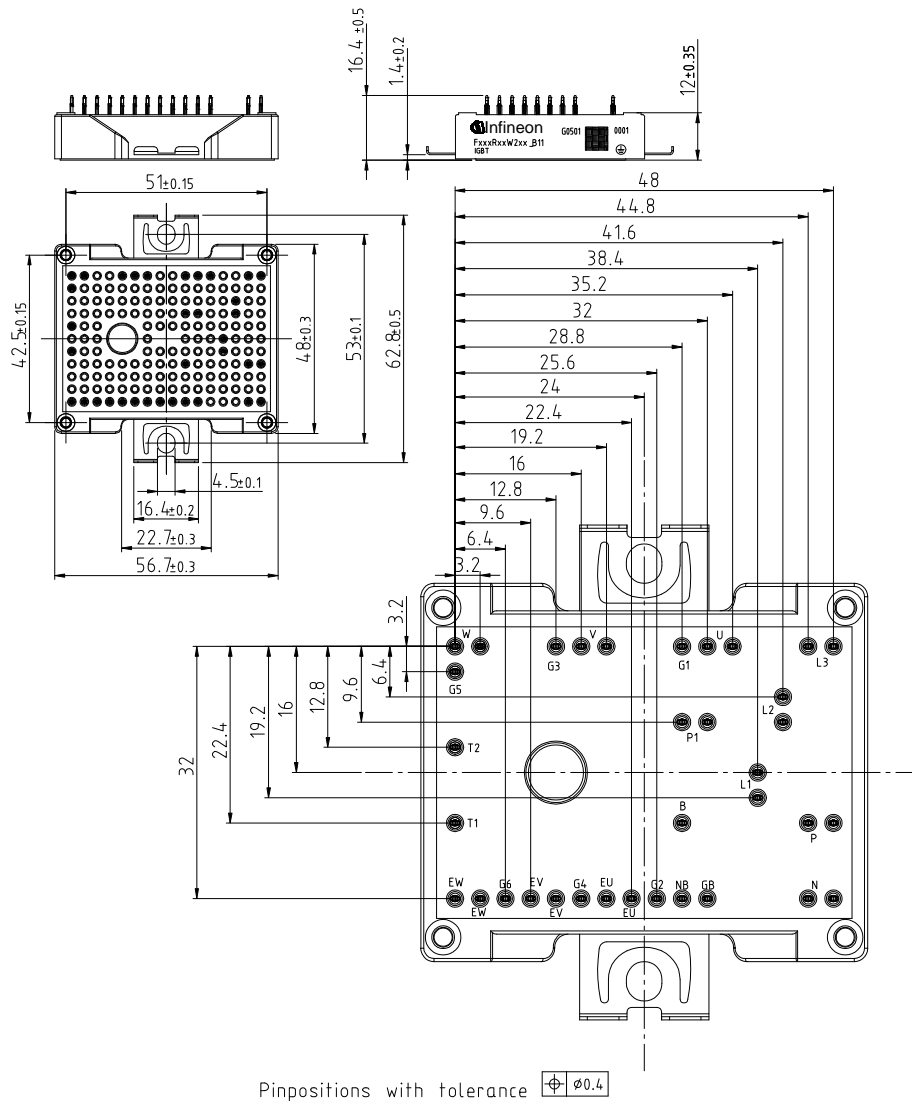 16.4 ±0.5
1.4±0.2
12±0.35
Infineon
G0501
0001
FxxxRxxW2xx_B11
IGBT
51±0.15
42.5±0.15
48±0.3
53±0.1
62.8±0.5
4.5±0.1
16.4±0.2
22.7±0.3
56.7±0.3
48
44.8
41.6
38.4
35.2
32
28.8
25.6
24
22.4
19.2
16
12.8
9.6
6.4
3.2
3.2
6.4
9.6
12.8
16
19.2
22.4
32
W
G3
V
G1
U
L3
G5
L2
P1
T2
L1
T1
B
P
EW
EW
G6
EV
EV
G4
EU
EU
G2
NB
GB
N
Pinpositions with tolerance ⌖ ⌀0.4